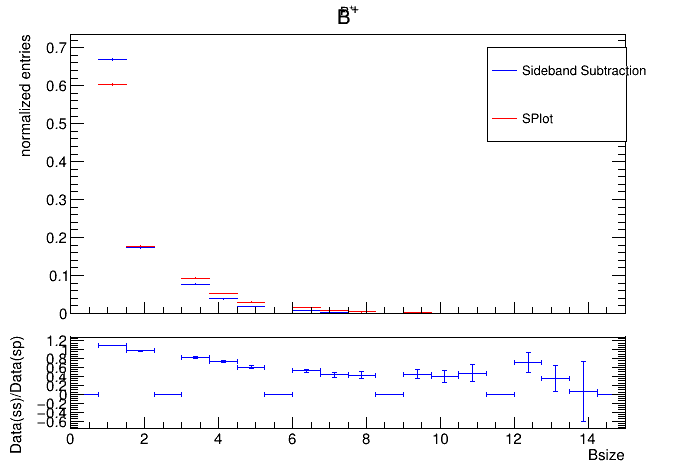 B⁺
normalized entries
0.7
0.6
0.5
0.4
0.3
0.2
0.1
0
Sideband Subtraction
SPlot
Data(ss)/Data(sp)
1.2
1
0.8
0.6
0.4
0.2
0
−0.2
−0.4
−0.6
0 2 4 6 8 10 12 14
Bsize